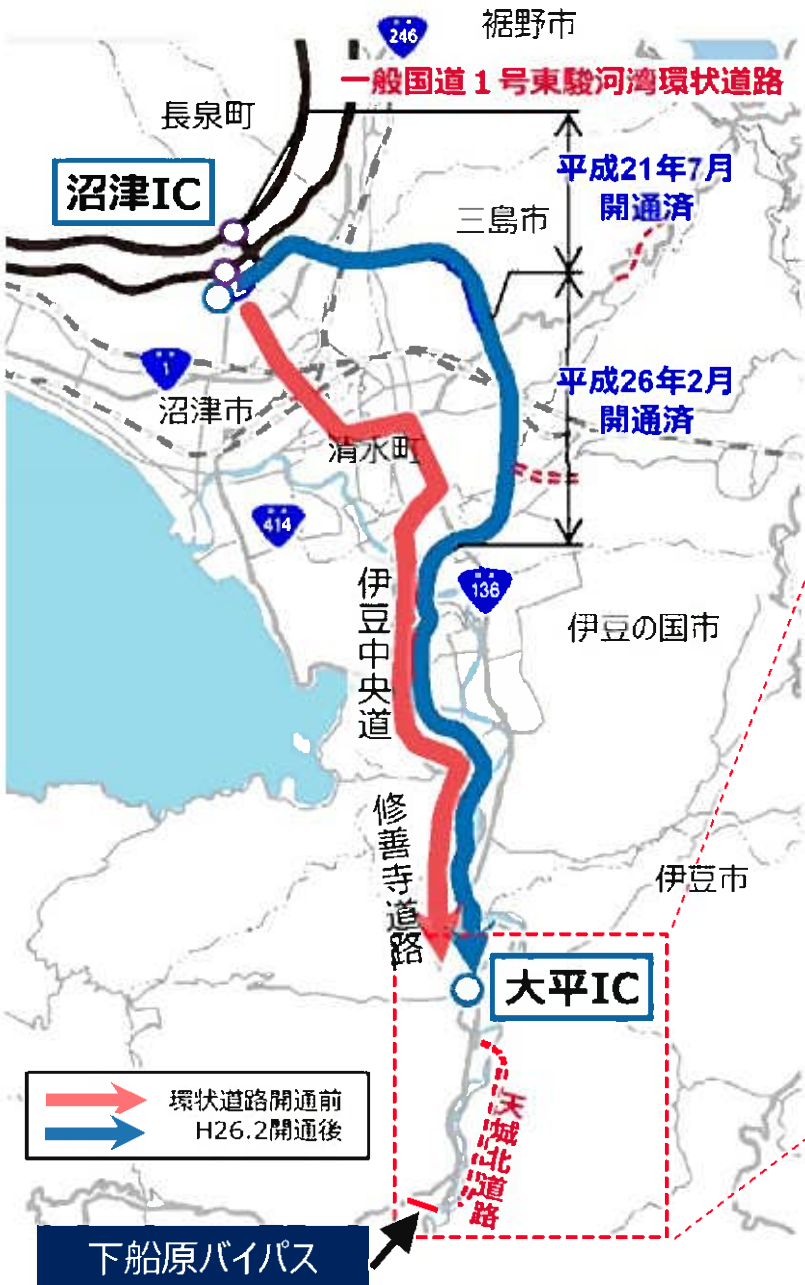 裾野市
246
一般国道１号東駿河湾環状道路
長泉町
平成21年7月
開通済
沼津IC
三島市
1
平成26年2月
開通済
沼津市
清水町
414
136
伊豆中央道
伊豆の国市
修善寺道路
伊豆市
大平IC
環状道路開通前
H26.2開通後
天城北道路
下船原バイパス